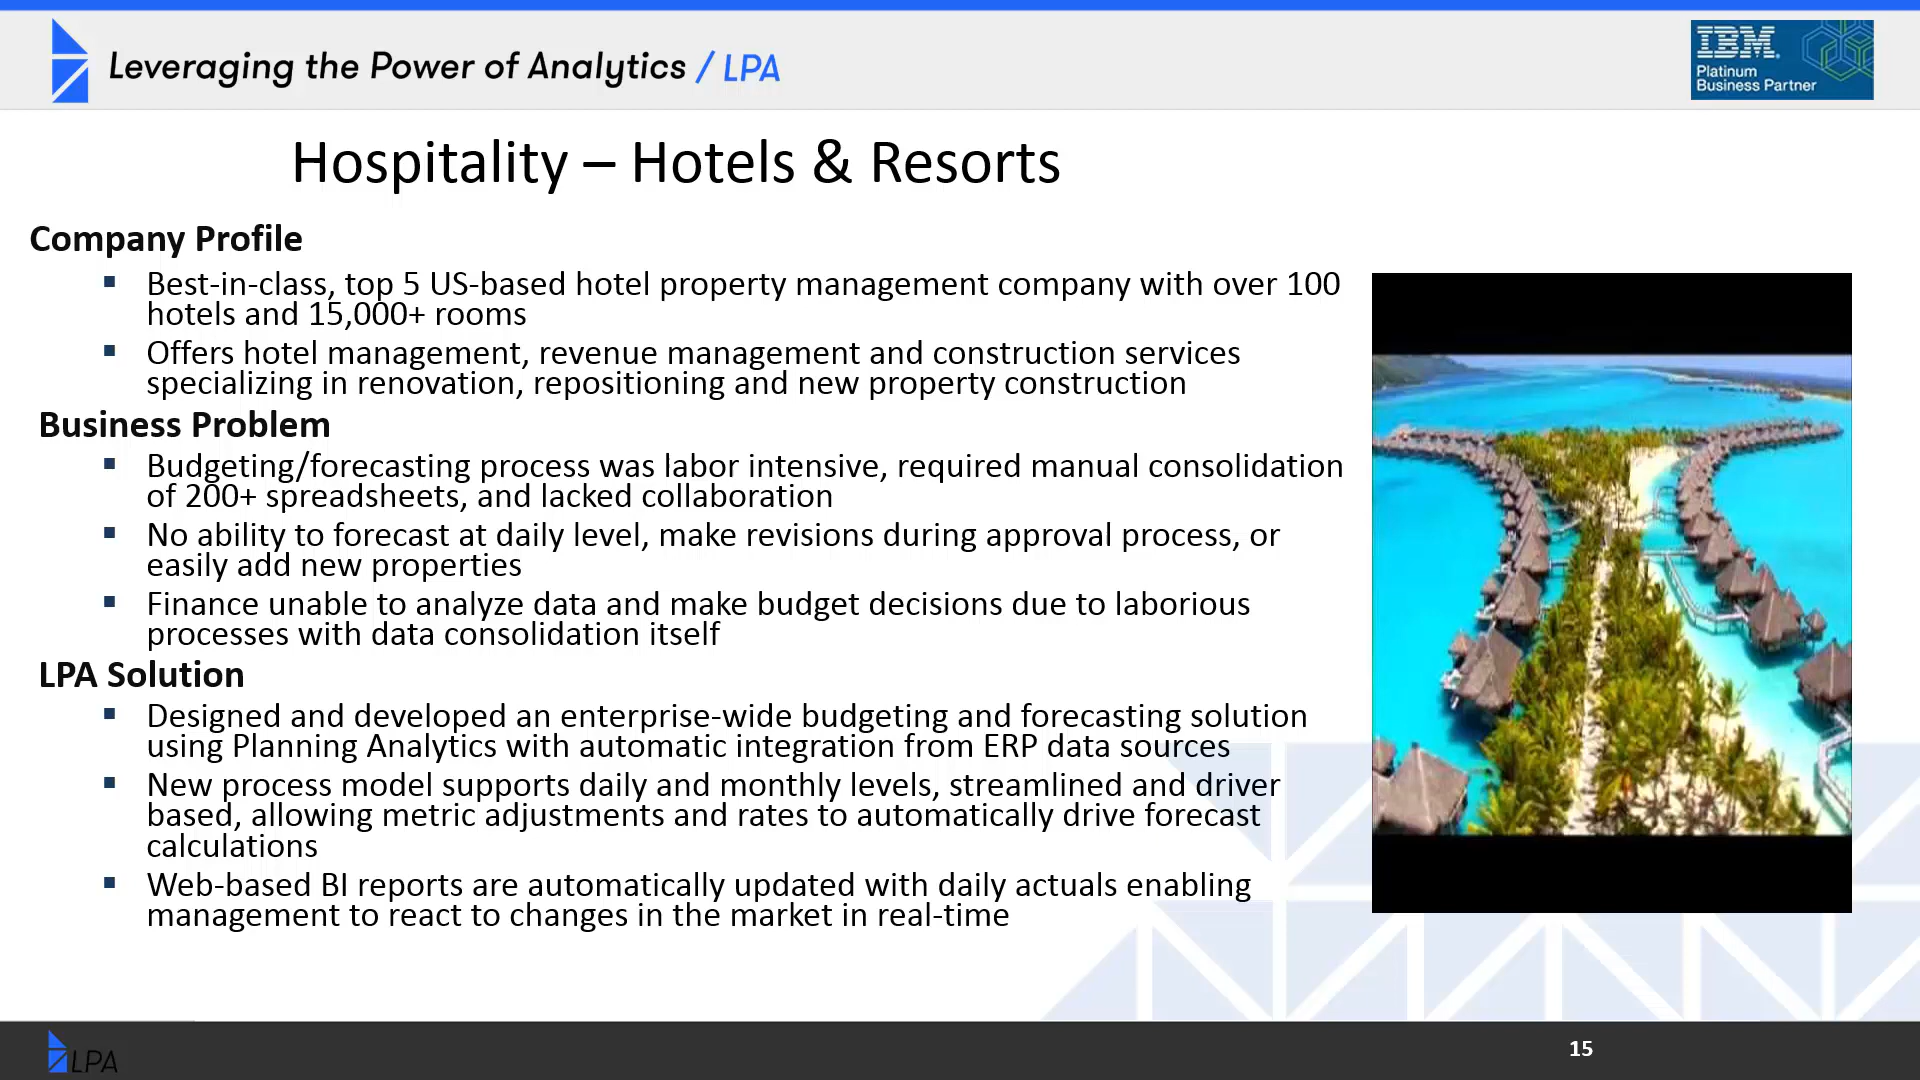 Leveraging the Power of Analytics / LPA
IBM
Platinum
Business Partner
Hospitality – Hotels & Resorts
Company Profile
▪ Best-in-class, top 5 US-based hotel property management company with over 100
hotels and 15,000+ rooms
▪ Offers hotel management, revenue management and construction services
specializing in renovation, repositioning and new property construction
Business Problem
▪ Budgeting/forecasting process was labor intensive, required manual consolidation
of 200+ spreadsheets, and lacked collaboration
▪ No ability to forecast at daily level, make revisions during approval process, or
easily add new properties
▪ Finance unable to analyze data and make budget decisions due to laborious
processes with data consolidation itself
LPA Solution
▪ Designed and developed an enterprise-wide budgeting and forecasting solution
using Planning Analytics with automatic integration from ERP data sources
▪ New process model supports daily and monthly levels, streamlined and driver
based, allowing metric adjustments and rates to automatically drive forecast
calculations
▪ Web-based BI reports are automatically updated with daily actuals enabling
management to react to changes in the market in real-time
LPA
15